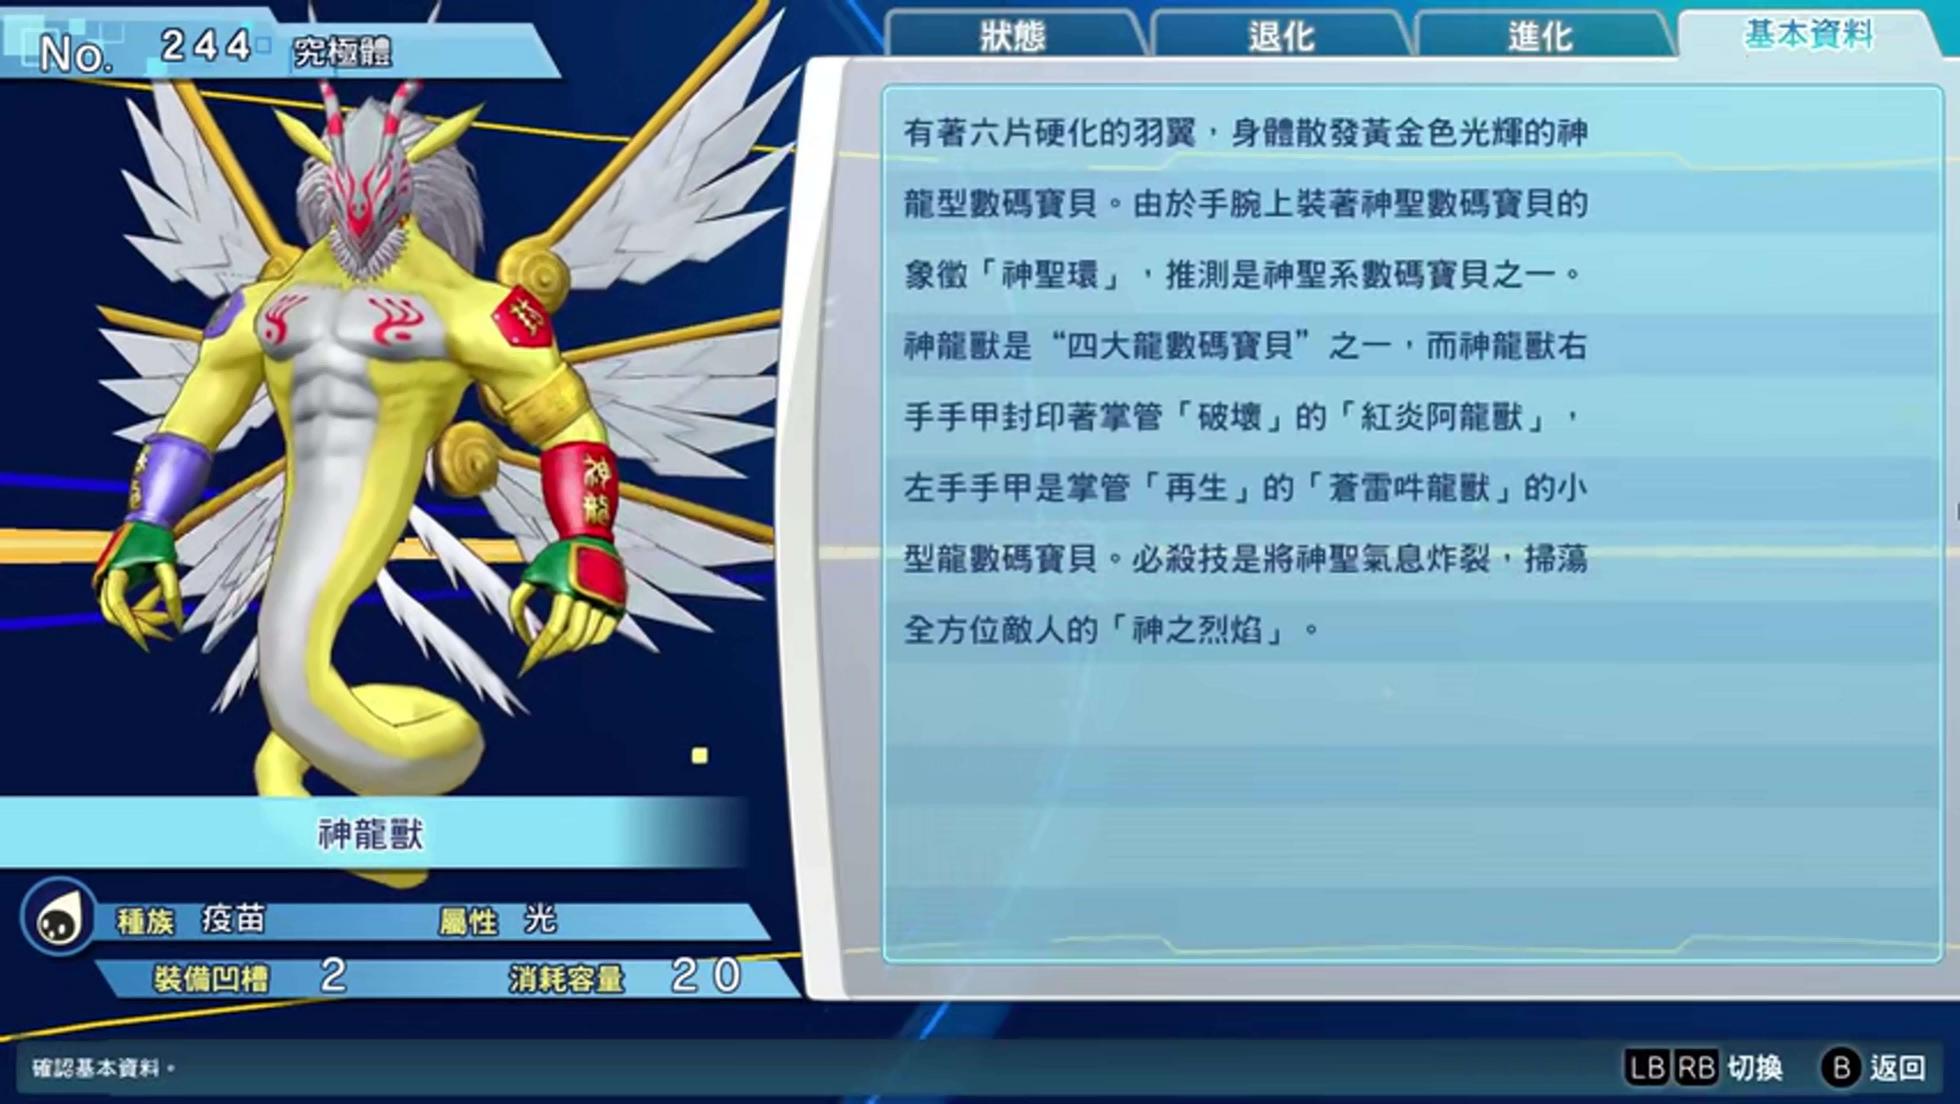 No. 244 究極體
狀態 退化 進化 基本資料
有著六片硬化的羽翼，身體散發黃金色光輝的神
龍型數碼寶貝。由於手腕上裝著神聖數碼寶貝的
象徵「神聖環」，推測是神聖系數碼寶貝之一。
神龍獸是“四大龍數碼寶貝”之一，而神龍獸右
手手甲封印著掌管「破壞」的「紅炎阿龍獸」，
左手手甲是掌管「再生」的「蒼雷吽龍獸」的小
型龍數碼寶貝。必殺技是將神聖氣息炸裂，掃蕩
全方位敵人的「神之烈焰」。
神龍
神龍獸
種族 疫苗 屬性 光
裝備凹槽 2 消耗容量 20
確認基本資料。
LB RB 切換 B 返回